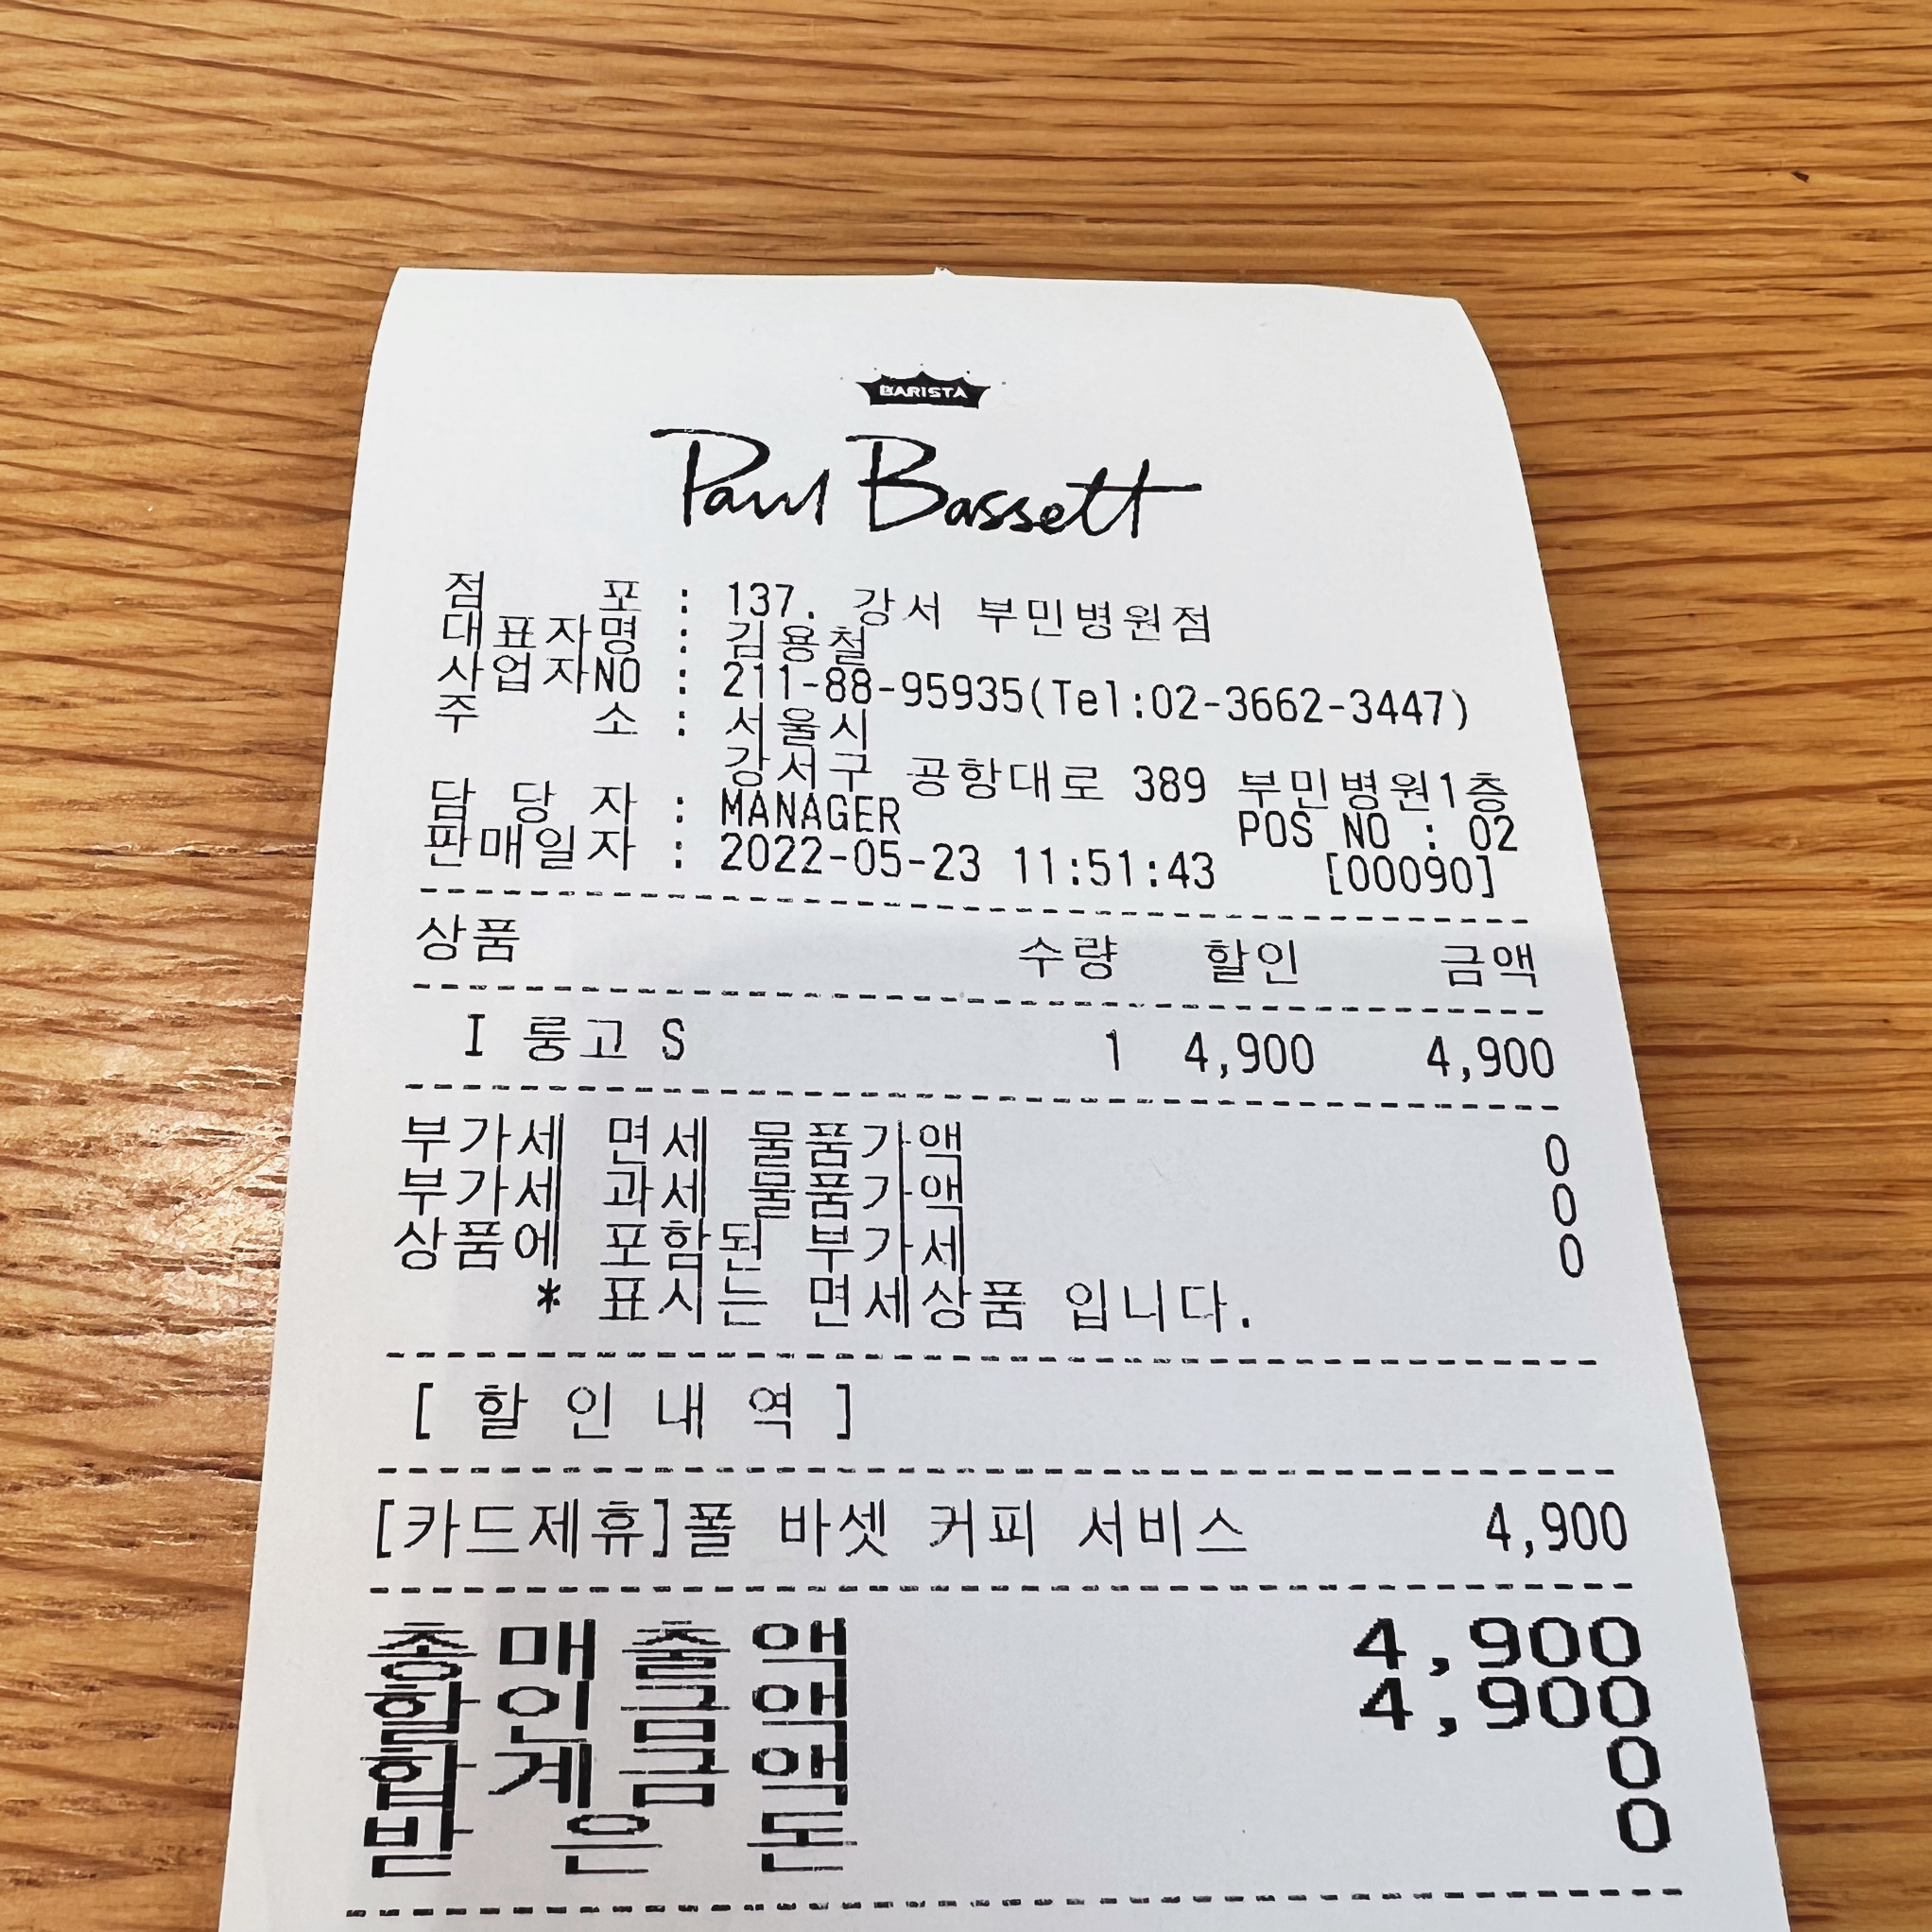 BARISTA
Paul Bassett
점 포 : 137. 강서 부민병원점
대표자명 : 김용철
사업자NO : 211-88-95935(Tel:02-3662-3447)
주 소 : 서울시
강서구 공항대로 389 부민병원1층
담 당 자 : MANAGER POS NO : 02
판매일자 : 2022-05-23 11:51:43 [00090]
상품 수량 할인 금액
I 룽고 S 1 4,900 4,900
부가세 면세 물품가액 0
부가세 과세 물품가액 0
상품에 포함된 부가세 0
* 표시는 면세상품 입니다.
[ 할 인 내 역 ]
[카드제휴]폴 바셋 커피 서비스 4,900
총매출액 4,900
할인금액 4,900
합계금액 0
받 은 돈 0